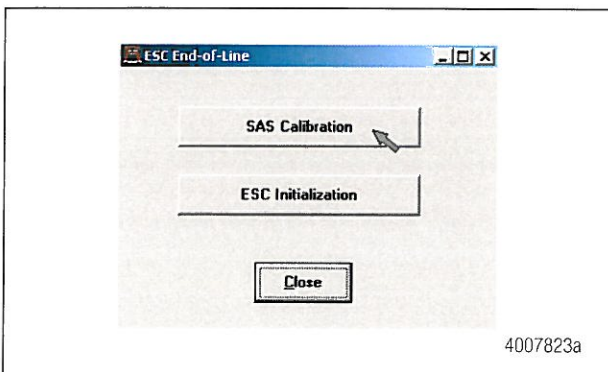 ESC End-of-Line
SAS Calibration
ESC Initialization
Close
4007823a